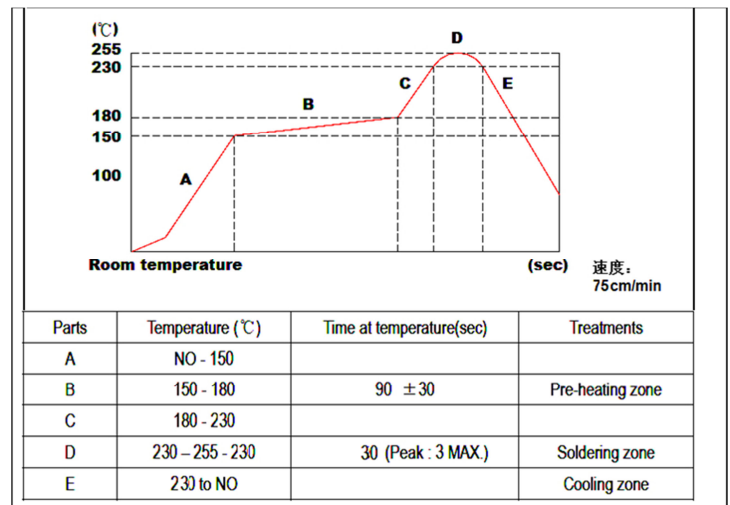 (℃)
255
230
180
150
100
A
B
C
D
E
Room temperature
(sec)
速度：
75cm/min
Parts Temperature (℃) Time at temperature(sec) Treatments
A NO - 150
B 150 - 180 90 ±30 Pre-heating zone
C 180 - 230
D 230 – 255 - 230 30 (Peak : 3 MAX.) Soldering zone
E 230 to NO Cooling zone